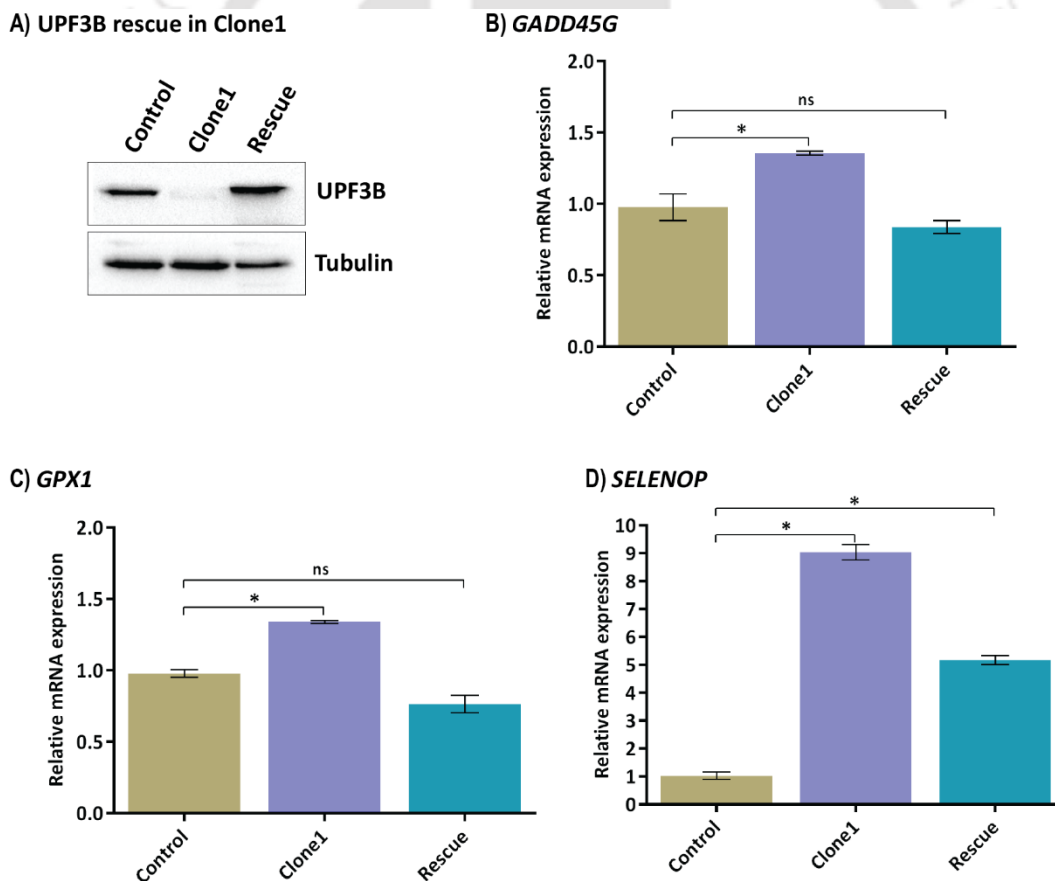 A) UPF3B rescue in Clone1
Control
Clone1
Rescue
UPF3B
Tubulin
B) GADD45G
Relative mRNA expression
2.0
1.5
1.0
0.5
0.0
ns
*
Control
Clone1
Rescue
C) GPX1
Relative mRNA expression
2.0
1.5
1.0
0.5
0.0
ns
*
Control
Clone1
Rescue
D) SELENOP
Relative mRNA expression
10
9
8
7
6
5
4
3
2
1
0
*
*
Control
Clone1
Rescue